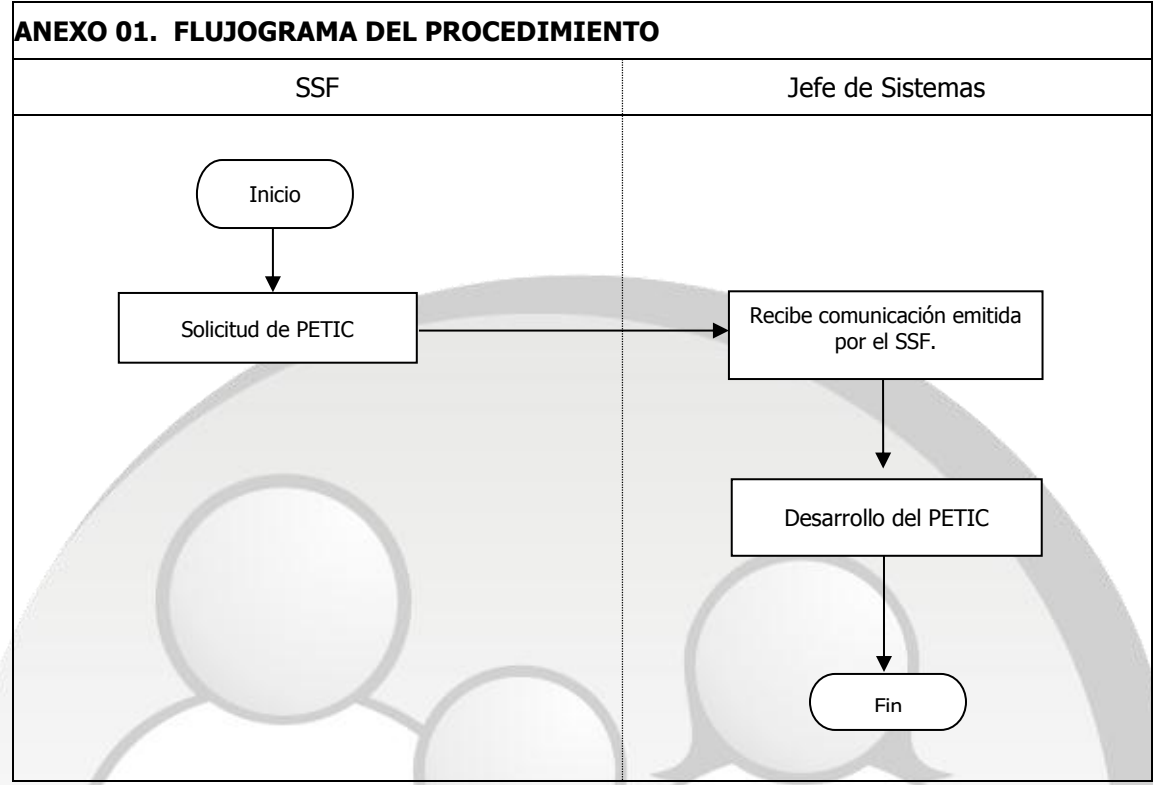 ANEXO 01. FLUJOGRAMA DEL PROCEDIMIENTO
SSF
Jefe de Sistemas
Inicio
Solicitud de PETIC
Recibe comunicación emitida
por el SSF.
Desarrollo del PETIC
Fin